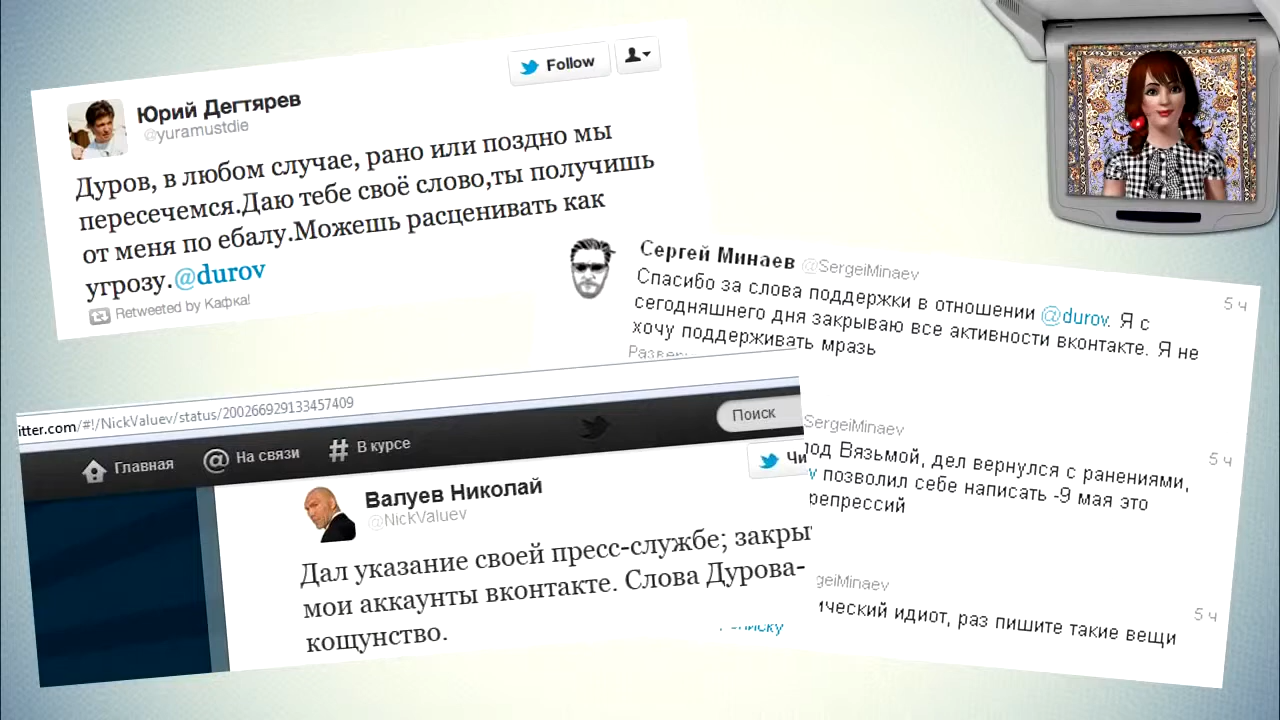 Follow
Юрий Дегтярев
@yuramustdie
Дуров, в любом случае, рано или поздно мы
пересечемся.Даю тебе своё слово,ты получишь
от меня по ебалу.Можешь расценивать как
угрозу.@durov
Retweeted by Кафка!
Сергей Минаев @SergeiMinaev
5 ч
Спасибо за слова поддержки в отношении @durov. Я с
сегодняшнего дня закрываю все активности вконтакте. Я не
хочу поддерживать мразь
itter.com/#!/NickValuev/status/200266929133457409
Главная
На связи
В курсе
Поиск
Чи
Валуев Николай
@NickValuev
Дал указание своей пресс-службе; закры
мои аккаунты вконтакте. Слова Дурова-
кощунство.
SergeiMinaev
5 ч
под Вязьмой, дел вернулся с ранениями,
v позволил себе написать -9 мая это
репрессий
geiMinaev
5 ч
ический идиот, раз пишите такие вещи